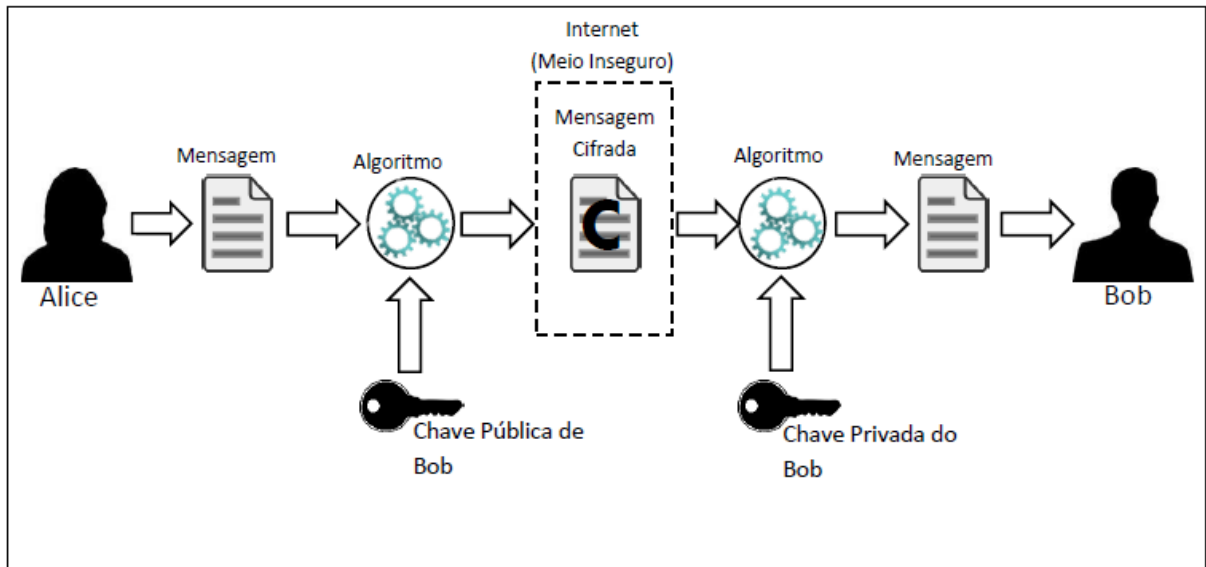 Internet
(Meio Inseguro)
Mensagem
Cifrada
Mensagem
Algoritmo
Algoritmo
Mensagem
C
Alice
Bob
Chave Pública de
Bob
Chave Privada do
Bob